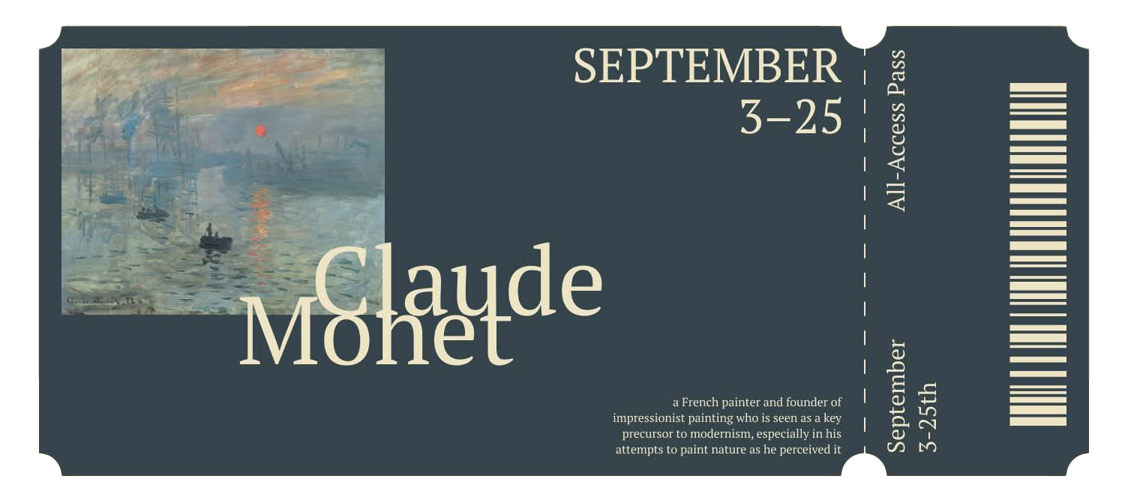 SEPTEMBER
3–25
Claude
Monet
a French painter and founder of
impressionist painting who is seen as a key
precursor to modernism, especially in his
attempts to paint nature as he perceived it
All-Access Pass
September
3-25th